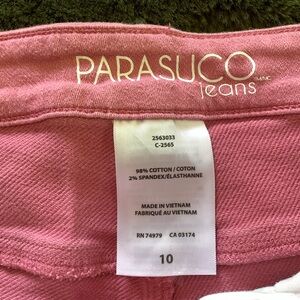 PARASUCO
Jeans
2563033
C-2565
98% COTTON / COTON
2% SPANDEX/ÉLASTHANNE
MADE IN VIETNAM
FABRIQUÉ AU VIETNAM
RN 74979 CA 03174
10